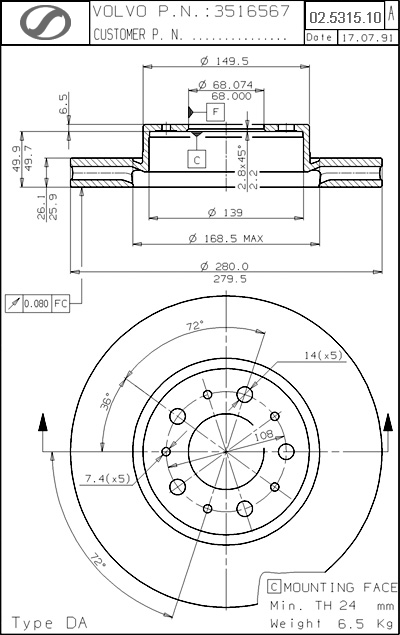 VOLVO P.N.:3516567
CUSTOMER P. N. ...............
02.5315.10
A
Date 17.07.91
Ø 149.5
Ø 68.074
68.000
6.5
F
C
49.9
49.7
2.8x45°
2.2
26.1
25.9
Ø 139
Ø 168.5 MAX
Ø 280.0
279.5
0.080 FC
72°
14(x5)
36°
108
7.4(x5)
72°
C MOUNTING FACE
Min. TH 24 mm
Type DA
Weight 6.5 Kg